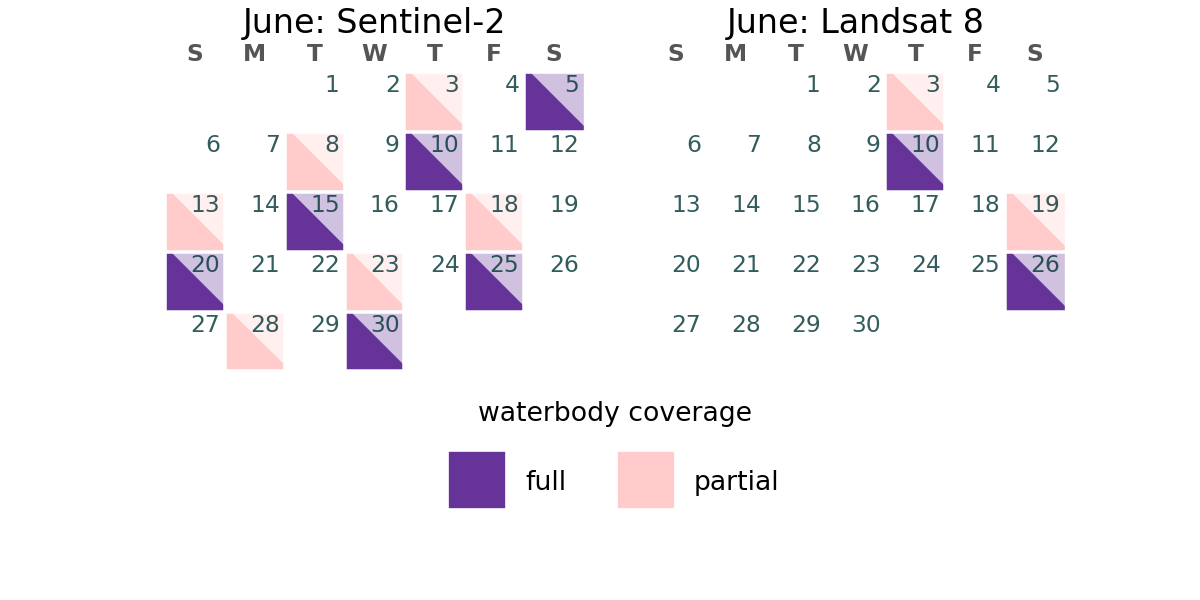 June: Sentinel-2
S M T W T F S
1 2 3 4 5
6 7 8 9 10 11 12
13 14 15 16 17 18 19
20 21 22 23 24 25 26
27 28 29 30
June: Landsat 8
S M T W T F S
1 2 3 4 5
6 7 8 9 10 11 12
13 14 15 16 17 18 19
20 21 22 23 24 25 26
27 28 29 30
waterbody coverage
full partial